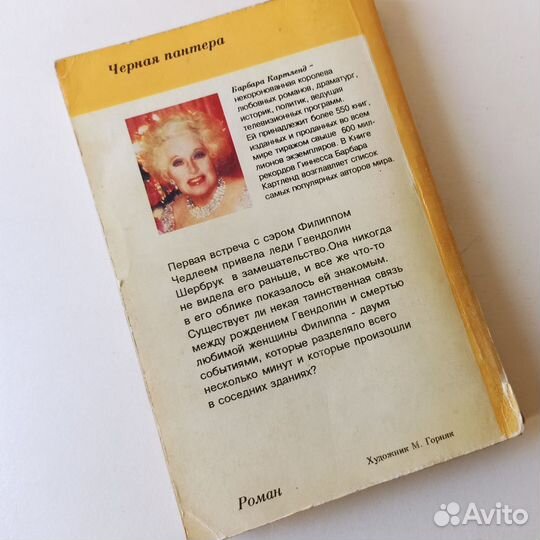 Черная пантера
Барбара Картленд –
некоронованная королева
любовных романов, драматург,
историк, политик, ведущая
телевизионных программ.
Ей принадлежит более 550 книг,
изданных и проданных во всем
мире тиражом свыше 600 мил-
лионов экземпляров. В Книге
рекордов Гиннесса Барбара
Картленд возглавляет список
самых популярных авторов мира.
Первая встреча с сэром Филиппом
Чедлеем привела леди Гвендолин
Шербрук в замешательство.Она никогда
не видела его раньше, и все же что-то
в его облике показалось ей знакомым.
Существует ли некая таинственная связь
между рождением Гвендолин и смертью
любимой женщины Филиппа - двумя
событиями, которые разделяло всего
несколько минут и которые произошли
в соседних зданиях?
Художник М. Горняк
Роман
Avito